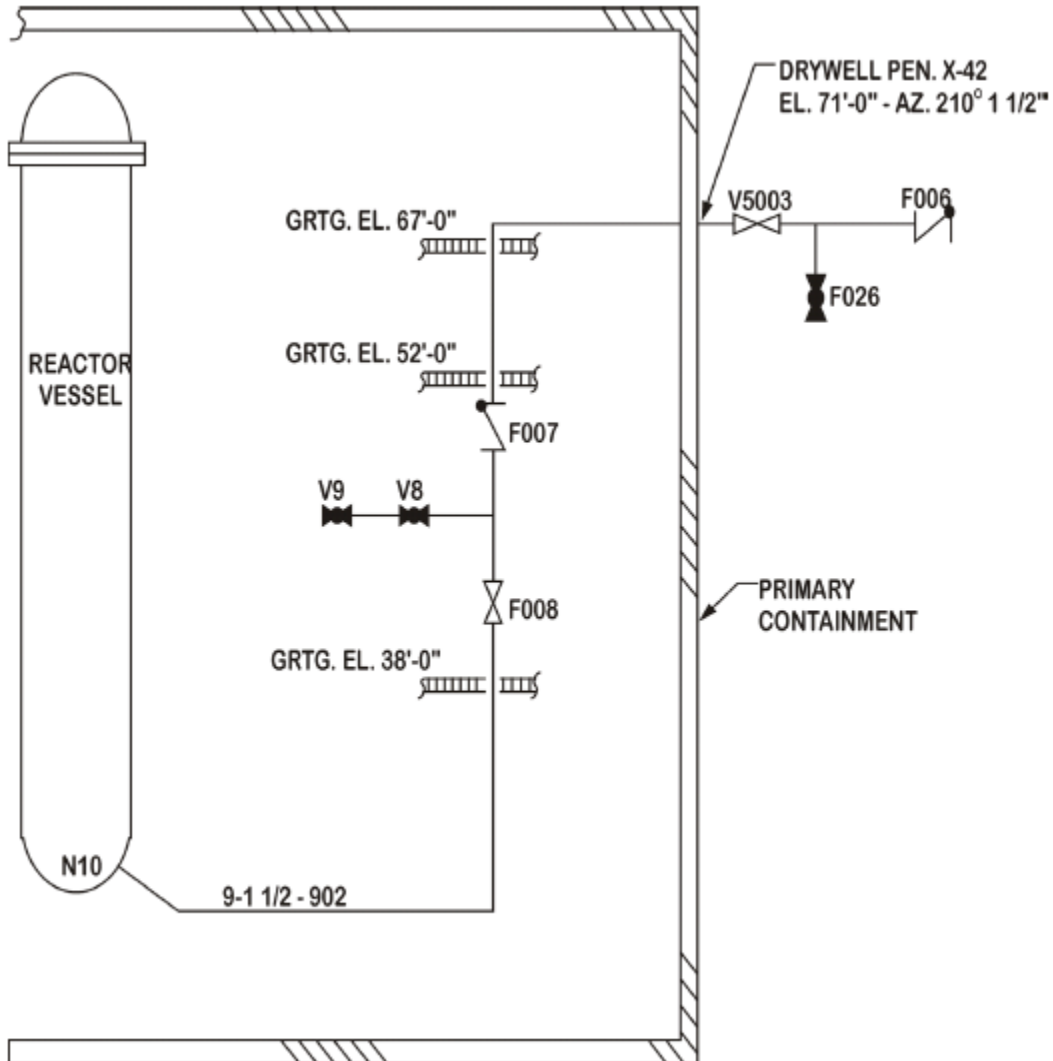 DRYWELL PEN. X-42
EL. 71'-0" - AZ. 210° 1 1/2"
V5003
F006
GRTG. EL. 67'-0"
F026
GRTG. EL. 52'-0"
REACTOR
VESSEL
F007
V9
V8
F008
PRIMARY
CONTAINMENT
GRTG. EL. 38'-0"
N10
9-1 1/2 - 902